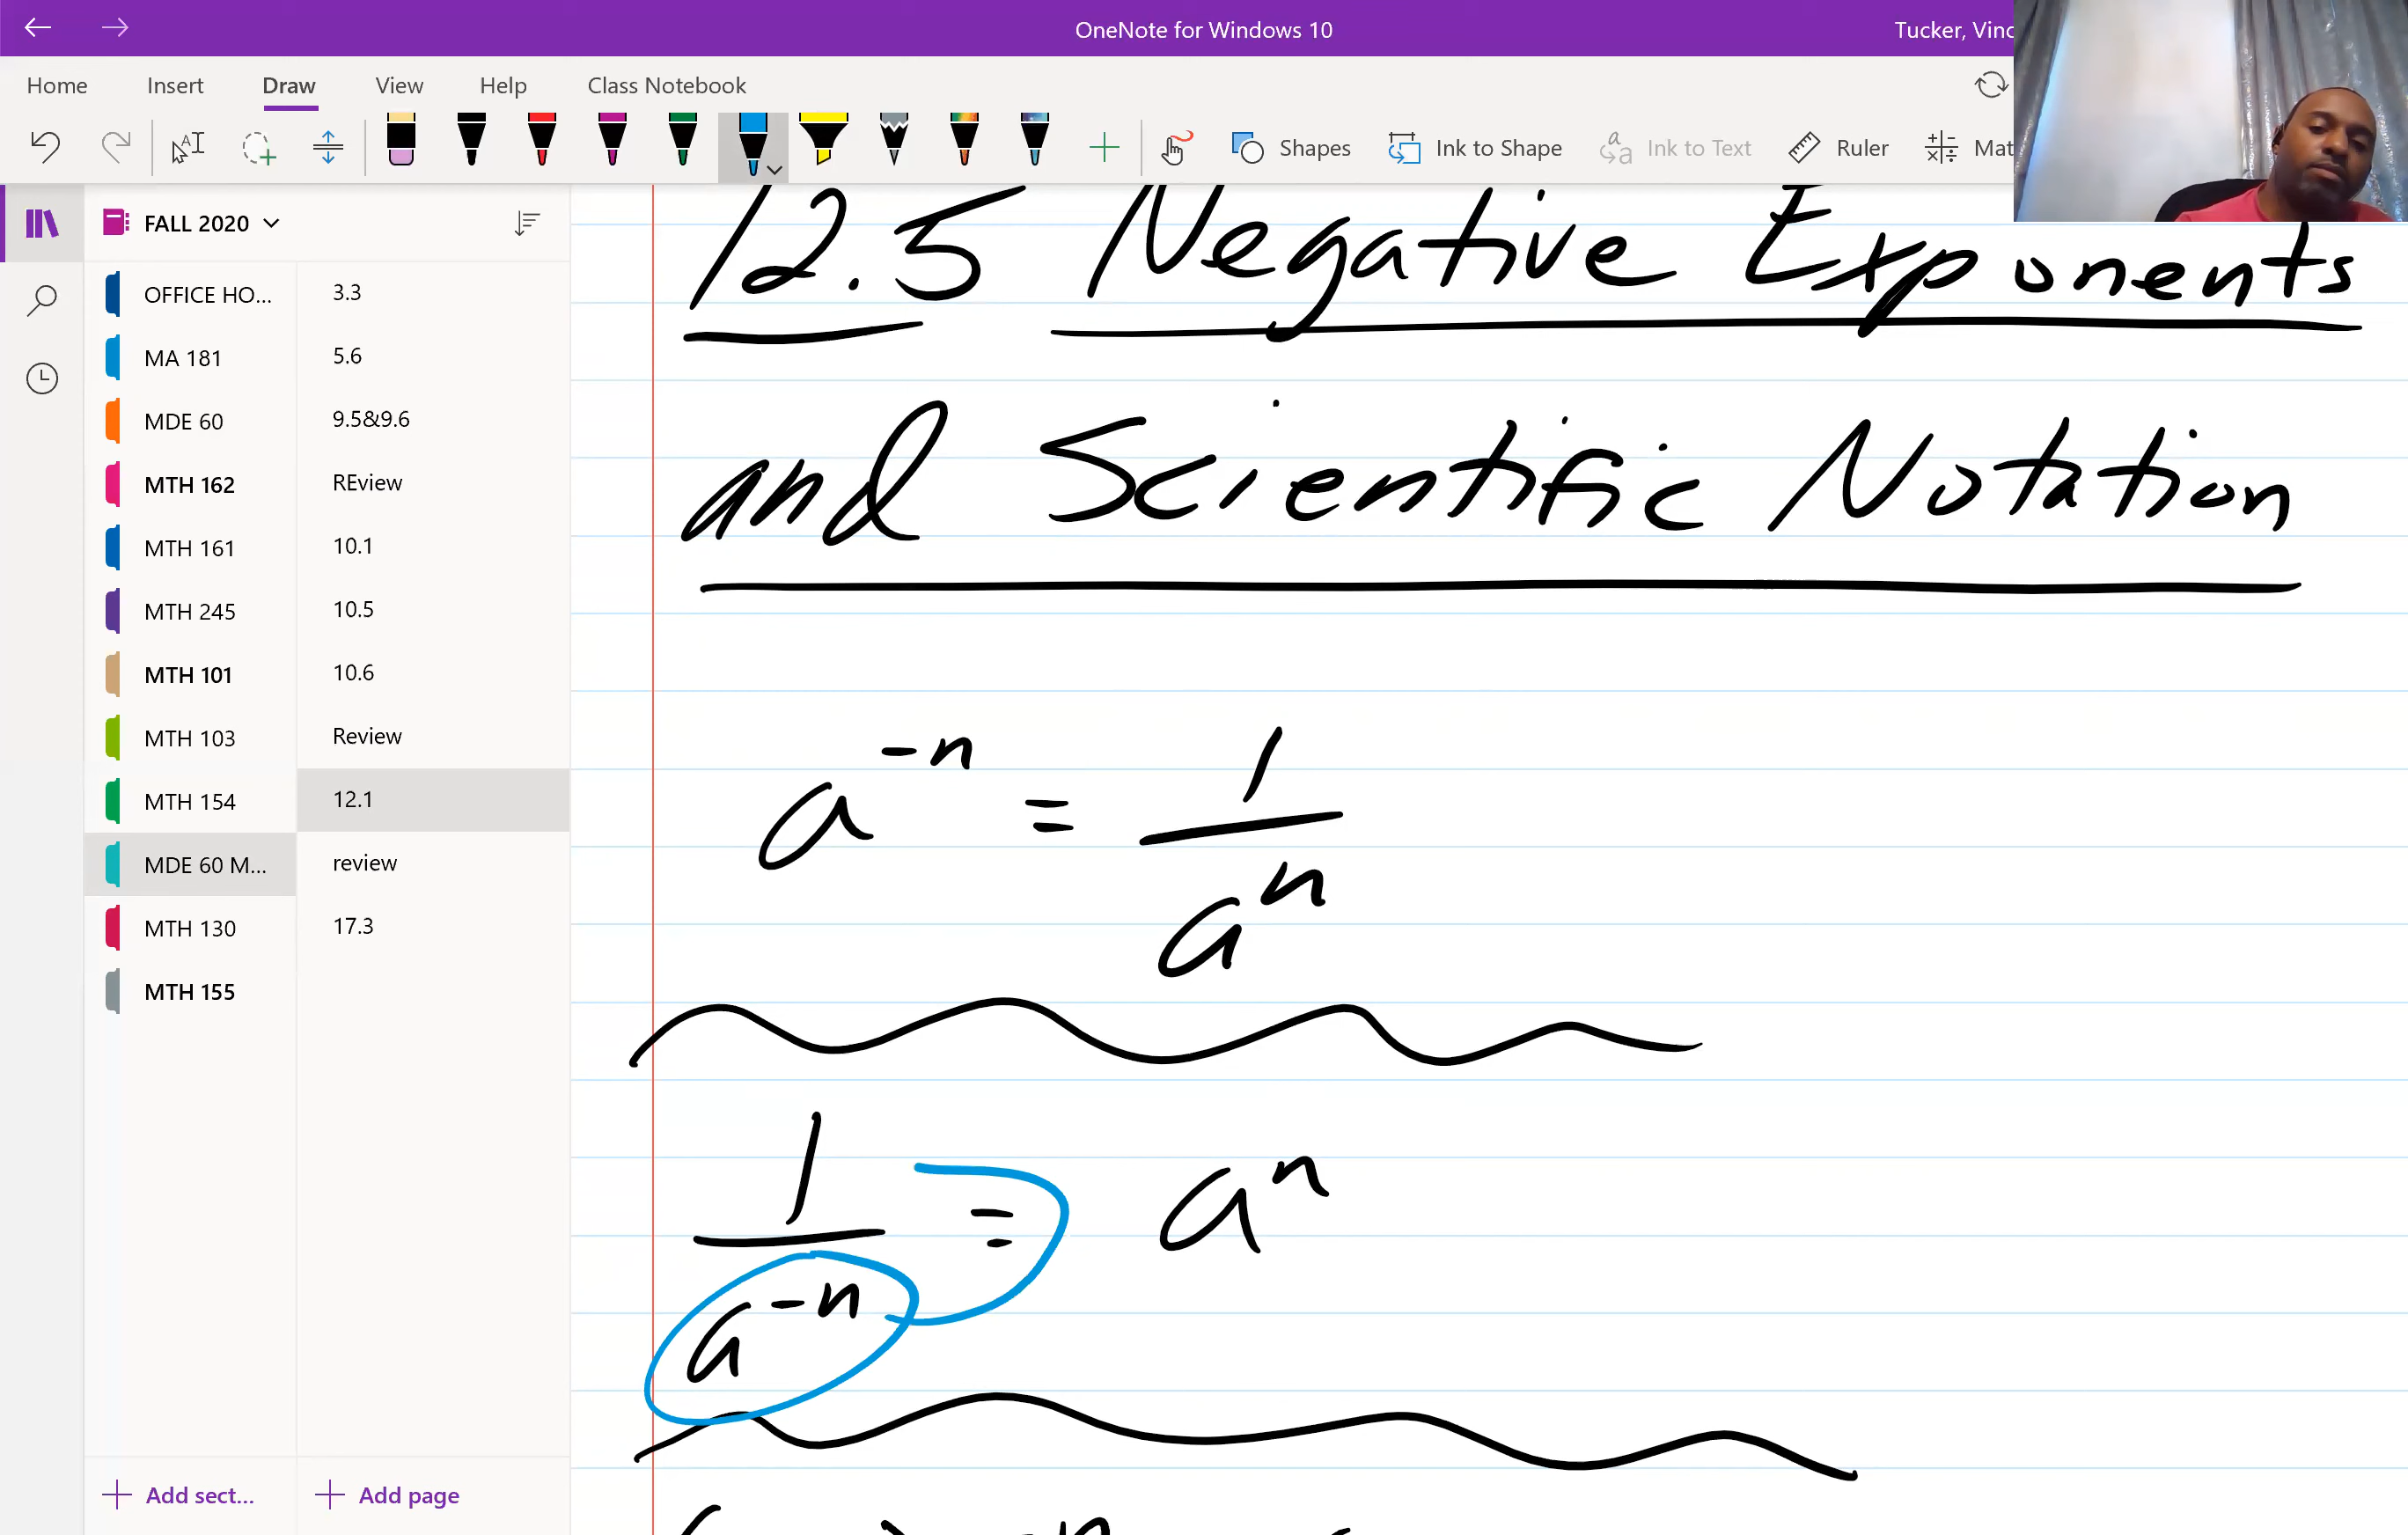 OneNote for Windows 10
Tucker, Vinc
Home Insert Draw View Help Class Notebook
Shapes Ink to Shape Ink to Text Ruler Mat
FALL 2020
OFFICE HO...
MA 181
MDE 60
MTH 162
MTH 161
MTH 245
MTH 101
MTH 103
MTH 154
MDE 60 M...
MTH 130
MTH 155
Add sect...
3.3
5.6
9.5&9.6
REview
10.1
10.5
10.6
Review
12.1
review
17.3
Add page
12.5 Negative Exponents
and Scientific Notation
a^-n = 1/a^n
1/a^-n = a^n